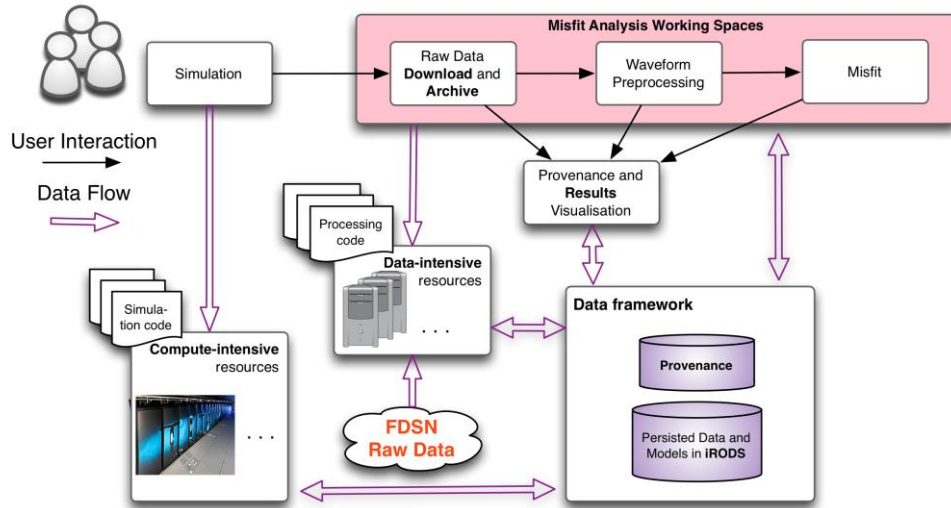 Misfit Analysis Working Spaces
Simulation
Raw Data
Download and
Archive
Waveform
Preprocessing
Misfit
User Interaction
Data Flow
Provenance and
Results
Visualisation
Processing
code
Data-intensive
resources
. . .
Simula-
tion code
Compute-intensive
resources
. . .
FDSN
Raw Data
Data framework
Provenance
Persisted Data and
Models in iRODS